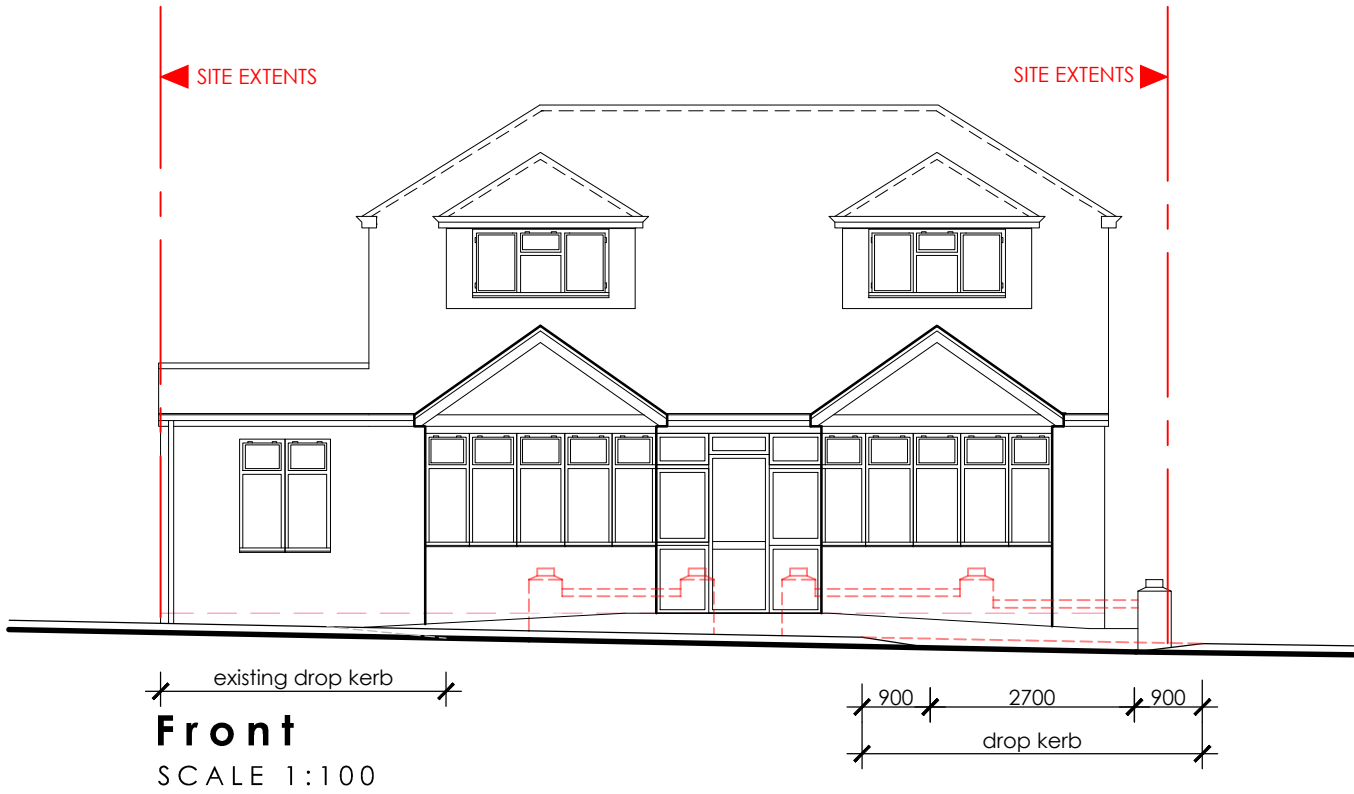 SITE EXTENTS
SITE EXTENTS
existing drop kerb
900 2700 900
drop kerb
Front
SCALE 1:100